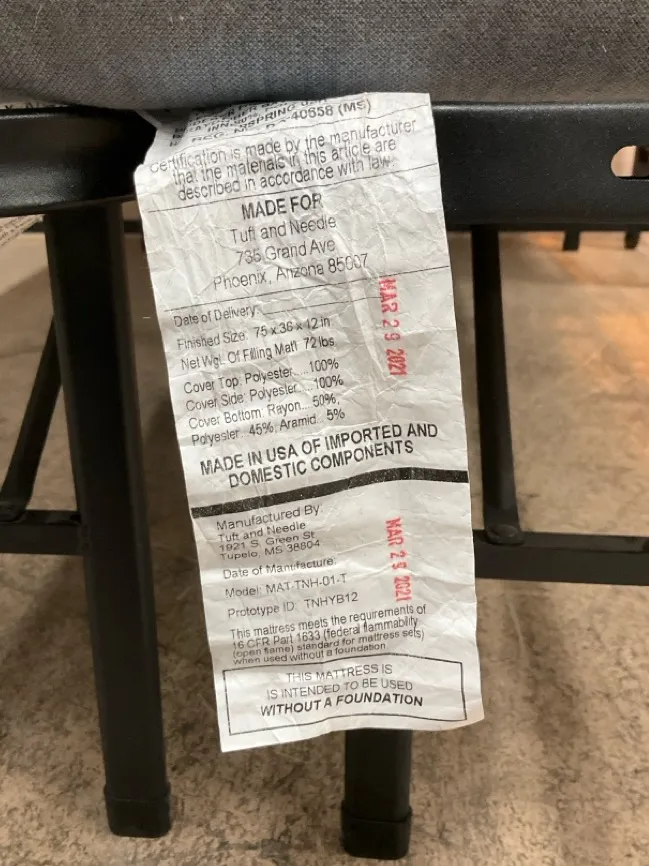 INNERSPRING UNIT
REG. NO. PA-40658 (MS)
Certification is made by the manufacturer
that the materials in this article are
described in accordance with law.
MADE FOR
Tuft and Needle
735 Grand Ave
Phoenix, Arizona 85007
Date of Delivery:
MAR 29 2021
Finished Size: 75 x 36 x 12 in
Net Wgt. Of Filling Matl 72 lbs
Cover Top: Polyester....100%
Cover Side: Polyester....100%
Cover Bottom: Rayon... 50%,
Polyester...45%; Aramid...5%
MADE IN USA OF IMPORTED AND
DOMESTIC COMPONENTS
Manufactured By:
Tuft and Needle
1921 S. Green St.
Tupelo, MS 38804
Date of Manufacture:
MAR 29 2021
Model: MAT-TNH-01-T
Prototype ID: TNHYB12
This mattress meets the requirements of
16 CFR Part 1633 (federal flammability
(open flame) standard for mattress sets)
when used without a foundation
THIS MATTRESS IS
IS INTENDED TO BE USED
WITHOUT A FOUNDATION